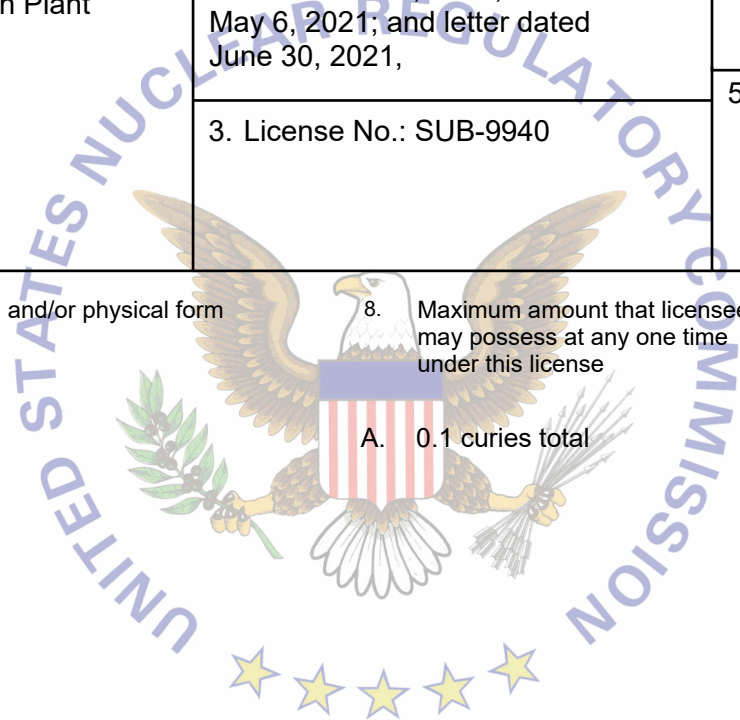 n Plant
May 6, 2021; and letter dated
June 30, 2021,
5
3. License No.: SUB-9940
and/or physical form
8. Maximum amount that licensee
may possess at any one time
under this license
A. 0.1 curies total
UNITED STATES NUCLEAR REGULATORY COMMISSION